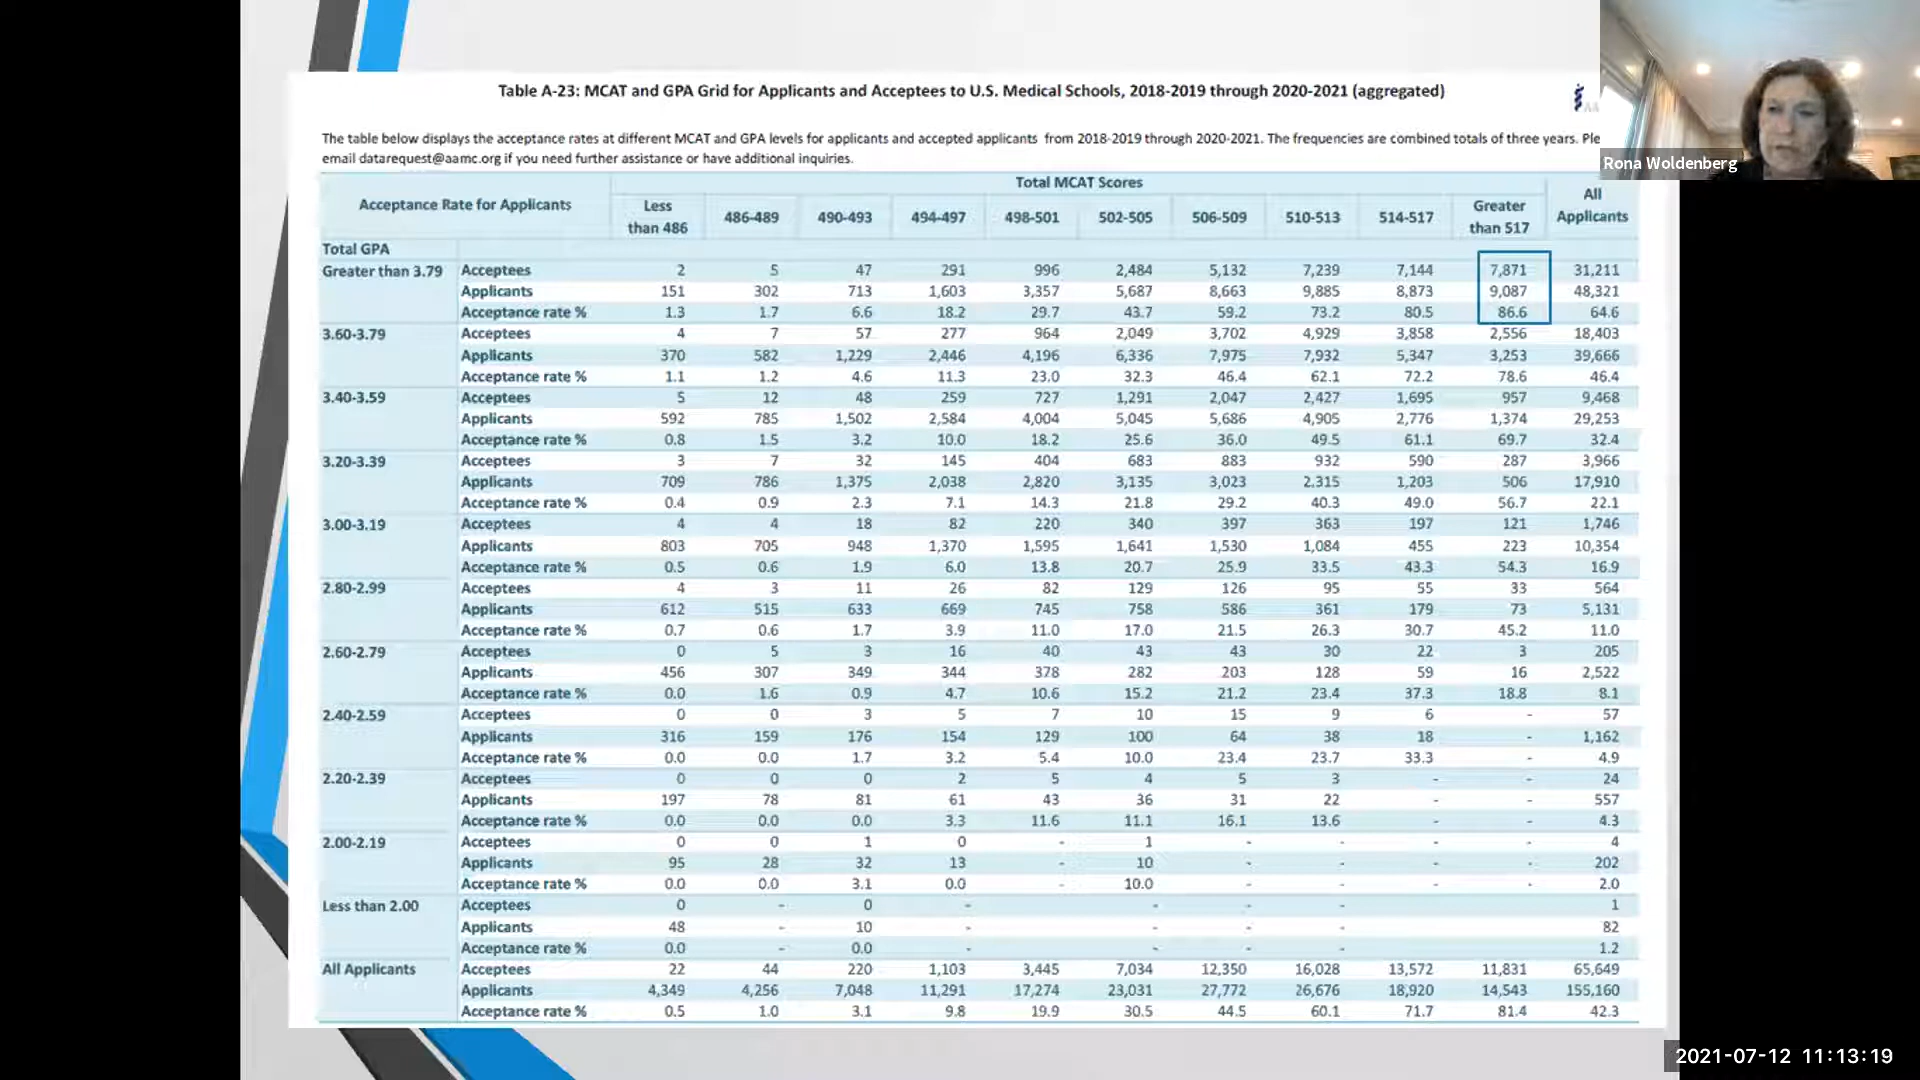 Table A-23: MCAT and GPA Grid for Applicants and Acceptees to U.S. Medical Schools, 2018-2019 through 2020-2021 (aggregated)
The table below displays the acceptance rates at different MCAT and GPA levels for applicants and accepted applicants from 2018-2019 through 2020-2021. The frequencies are combined totals of three years. Ple
email datarequest@aamc.org if you need further assistance or have additional inquiries.
Rona Woldenberg
Acceptance Rate for Applicants Total MCAT Scores All Applicants
Less than 486 486-489 490-493 494-497 498-501 502-505 506-509 510-513 514-517 Greater than 517
Total GPA
Greater than 3.79 Acceptees 2 5 47 291 996 2,484 5,132 7,239 7,144 7,871 31,211
Applicants 151 302 713 1,603 3,357 5,687 8,663 9,885 8,873 9,087 48,321
Acceptance rate % 1.3 1.7 6.6 18.2 29.7 43.7 59.2 73.2 80.5 86.6 64.6
3.60-3.79 Acceptees 4 7 57 277 964 2,049 3,702 4,929 3,858 2,556 18,403
Applicants 370 582 1,229 2,446 4,196 6,336 7,975 7,932 5,347 3,253 39,666
Acceptance rate % 1.1 1.2 4.6 11.3 23.0 32.3 46.4 62.1 72.2 78.6 46.4
3.40-3.59 Acceptees 5 12 48 259 727 1,291 2,047 2,427 1,695 957 9,468
Applicants 592 785 1,502 2,584 4,004 5,045 5,686 4,905 2,776 1,374 29,253
Acceptance rate % 0.8 1.5 3.2 10.0 18.2 25.6 36.0 49.5 61.1 69.7 32.4
3.20-3.39 Acceptees 3 7 32 145 404 683 883 932 590 287 3,966
Applicants 709 786 1,375 2,038 2,820 3,135 3,023 2,315 1,203 506 17,910
Acceptance rate % 0.4 0.9 2.3 7.1 14.3 21.8 29.2 40.3 49.0 56.7 22.1
3.00-3.19 Acceptees 4 4 18 82 220 340 397 363 197 121 1,746
Applicants 803 705 948 1,370 1,595 1,641 1,530 1,084 455 223 10,354
Acceptance rate % 0.5 0.6 1.9 6.0 13.8 20.7 25.9 33.5 43.3 54.3 16.9
2.80-2.99 Acceptees 4 3 11 26 82 129 126 95 55 33 564
Applicants 612 515 633 669 745 758 586 361 179 73 5,131
Acceptance rate % 0.7 0.6 1.7 3.9 11.0 17.0 21.5 26.3 30.7 45.2 11.0
2.60-2.79 Acceptees 0 5 3 16 40 43 43 30 22 3 205
Applicants 456 307 349 344 378 282 203 128 59 16 2,522
Acceptance rate % 0.0 1.6 0.9 4.7 10.6 15.2 21.2 23.4 37.3 18.8 8.1
2.40-2.59 Acceptees 0 0 3 5 7 10 15 9 6 - 57
Applicants 316 159 176 154 129 100 64 38 18 - 1,162
Acceptance rate % 0.0 0.0 1.7 3.2 5.4 10.0 23.4 23.7 33.3 - 4.9
2.20-2.39 Acceptees 0 0 0 2 5 4 5 3 - - 24
Applicants 197 78 81 61 43 36 31 22 - - 557
Acceptance rate % 0.0 0.0 0.0 3.3 11.6 11.1 16.1 13.6 - - 4.3
2.00-2.19 Acceptees 0 0 1 0 - 1 - - - - 4
Applicants 95 28 32 13 - 10 - - - - 202
Acceptance rate % 0.0 0.0 3.1 0.0 - 10.0 - - - - 2.0
Less than 2.00 Acceptees 0 - 0 - - - - 1
Applicants 48 - 10 - - - - 82
Acceptance rate % 0.0 - 0.0 - - - - 1.2
All Applicants Acceptees 22 44 220 1,103 3,445 7,034 12,350 16,028 13,572 11,831 65,649
Applicants 4,349 4,256 7,048 11,291 17,274 23,031 27,772 26,676 18,920 14,543 155,160
Acceptance rate % 0.5 1.0 3.1 9.8 19.9 30.5 44.5 60.1 71.7 81.4 42.3
2021-07-12 11:13:19